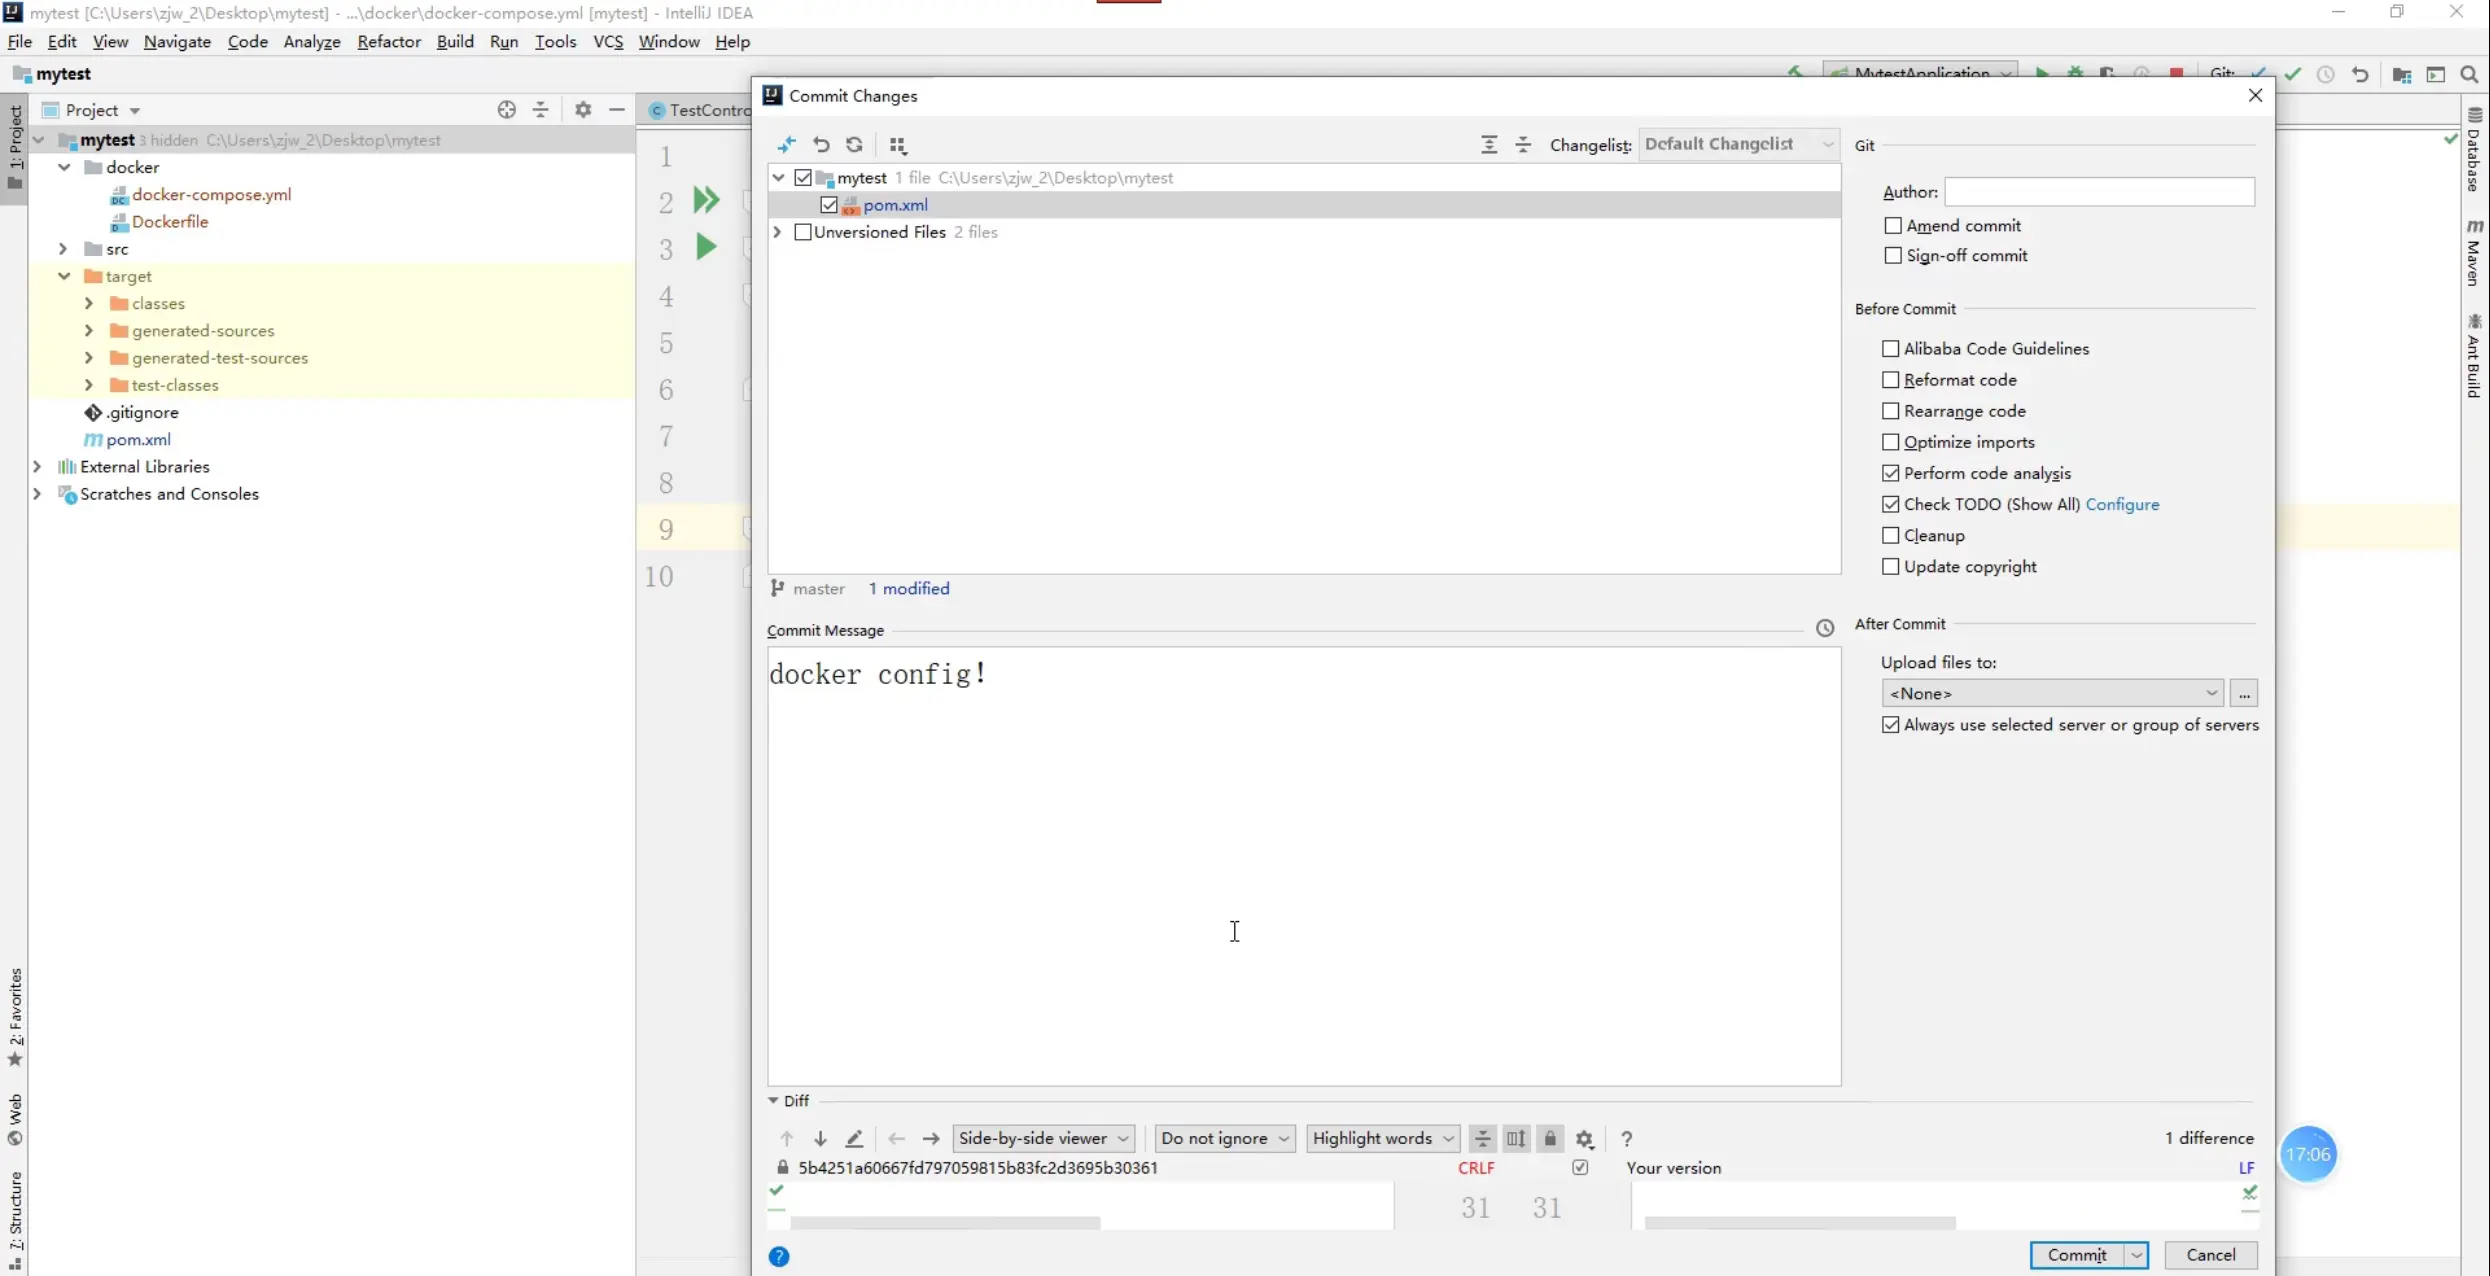 mytest [C:\Users\zjw_2\Desktop\mytest] - ...\docker\docker-compose.yml [mytest] - IntelliJ IDEA
File Edit View Navigate Code Analyze Refactor Build Run Tools VCS Window Help
mytest
MytestApplication
Git:
1: Project
2: Favorites
Web
7: Structure
Project
mytest 3 hidden C:\Users\zjw_2\Desktop\mytest
docker
docker-compose.yml
Dockerfile
src
target
classes
generated-sources
generated-test-sources
test-classes
.gitignore
pom.xml
External Libraries
Scratches and Consoles
TestContro
1
2
3
4
5
6
7
8
9
10
Commit Changes
Changelist: Default Changelist
mytest 1 file C:\Users\zjw_2\Desktop\mytest
pom.xml
Unversioned Files 2 files
master 1 modified
Commit Message
docker config!
Git
Author:
Amend commit
Sign-off commit
Before Commit
Alibaba Code Guidelines
Reformat code
Rearrange code
Optimize imports
Perform code analysis
Check TODO (Show All) Configure
Cleanup
Update copyright
After Commit
Upload files to:
<None>
...
Always use selected server or group of servers
Diff
Side-by-side viewer Do not ignore Highlight words ? 1 difference
5b4251a60667fd797059815b83fc2d3695b30361 CRLF Your version LF
31 31
? Commit Cancel
17:06
Database
Maven
Ant Build